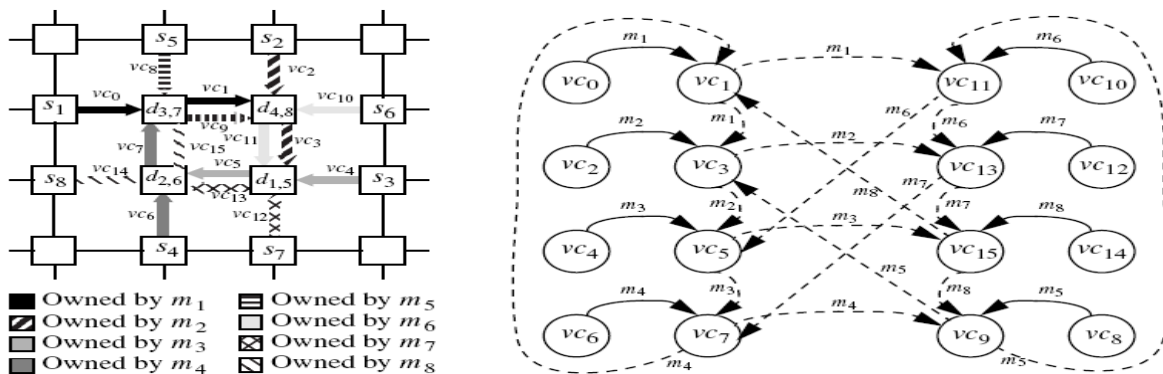 s5 s2
vc8 vc2
vc0 vc1 vc10
s1 d3,7 d4,8 s6
vc9
vc11 vc3
vc7 vc15 vc5 vc4
vc14
s8 d2,6 d1,5 s3
vc13
vc6 vc12
s4 s7
Owned by m1 Owned by m5
Owned by m2 Owned by m6
Owned by m3 Owned by m7
Owned by m4 Owned by m8
m1 m1 m6
vc0 vc1 vc11 vc10
m1 m6 m6
m2 m2 m7
vc2 vc3 vc13 vc12
m2 m8 m7 m7
m3 m3 m8
vc4 vc5 vc15 vc14
m3 m5 m8
m4 m4 m5
vc6 vc7 vc9 vc8
m4 m5